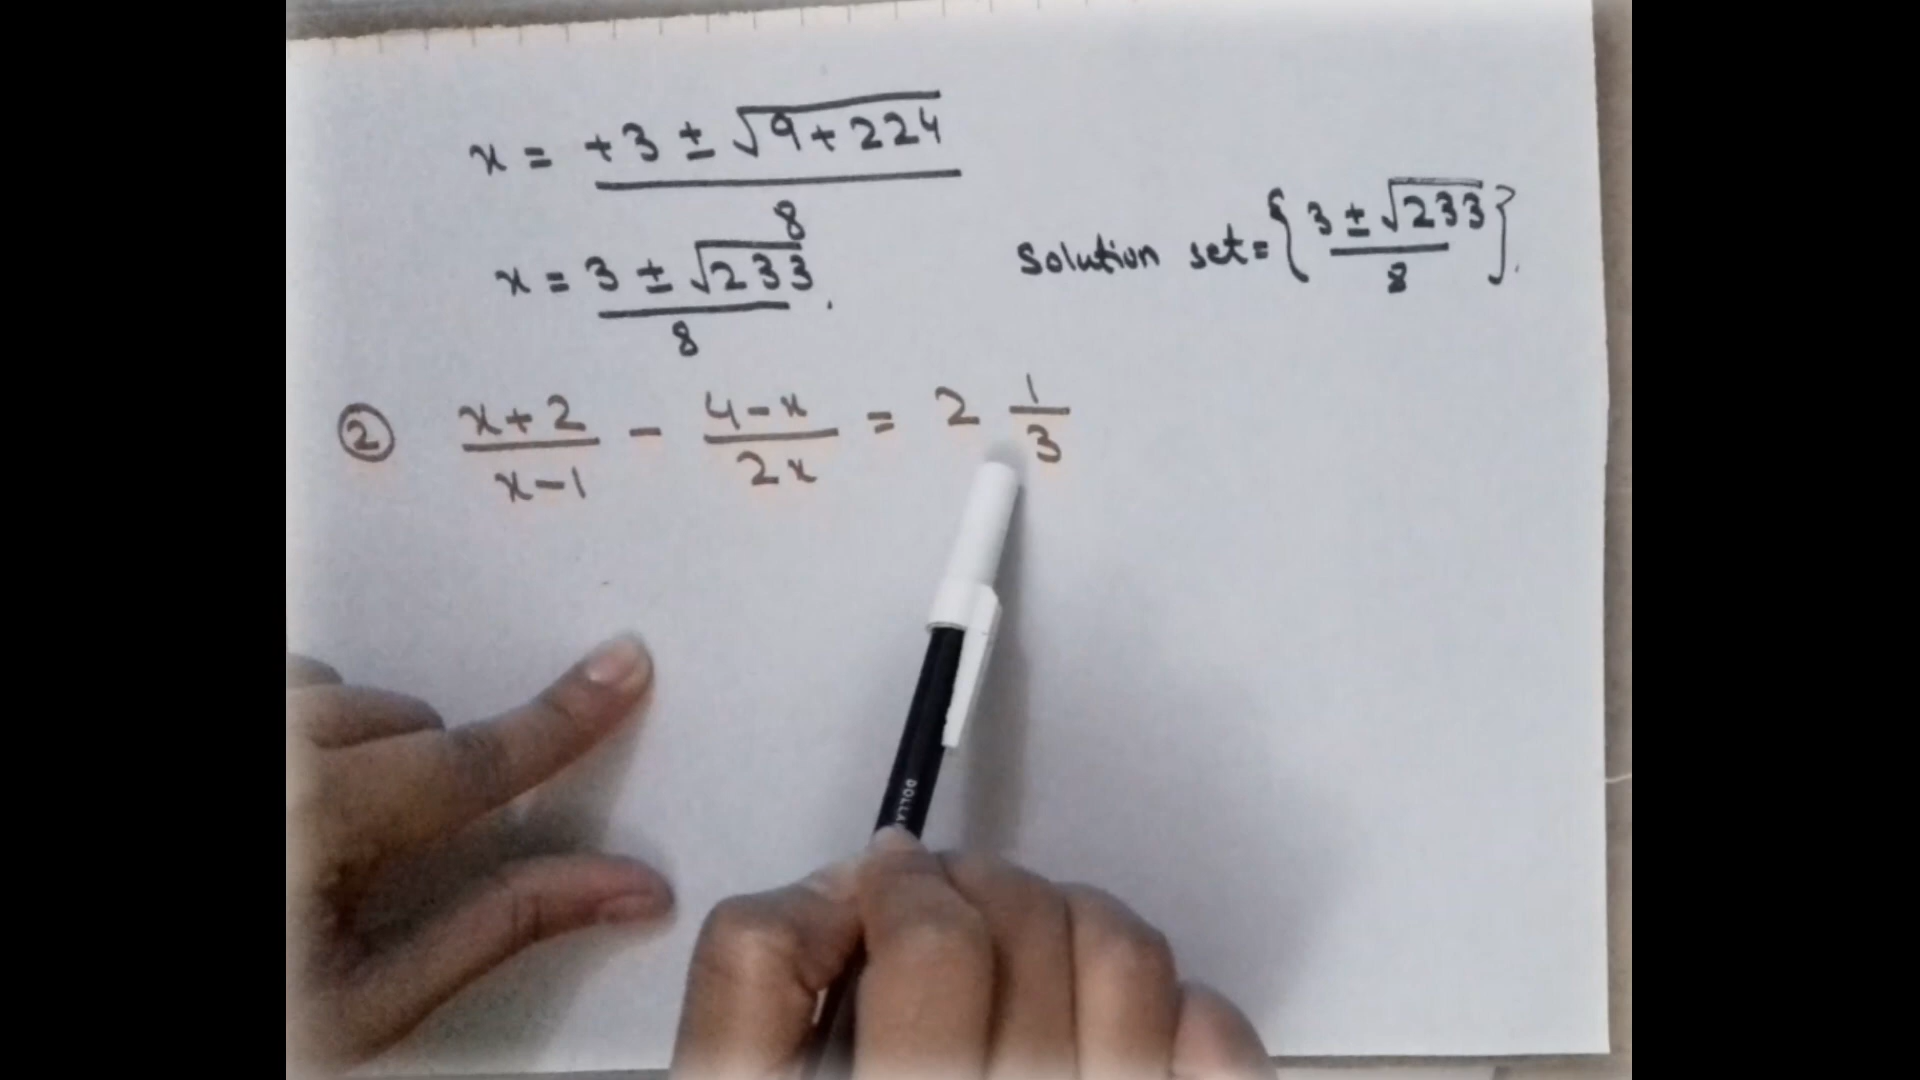 x = +3 ± √9+224 / 8
x = 3 ± √233 / 8 .
Solution set = { 3 ± √233 / 8 }.
② x+2 / x-1 - 4-x / 2x = 2 1/3
DOLLA